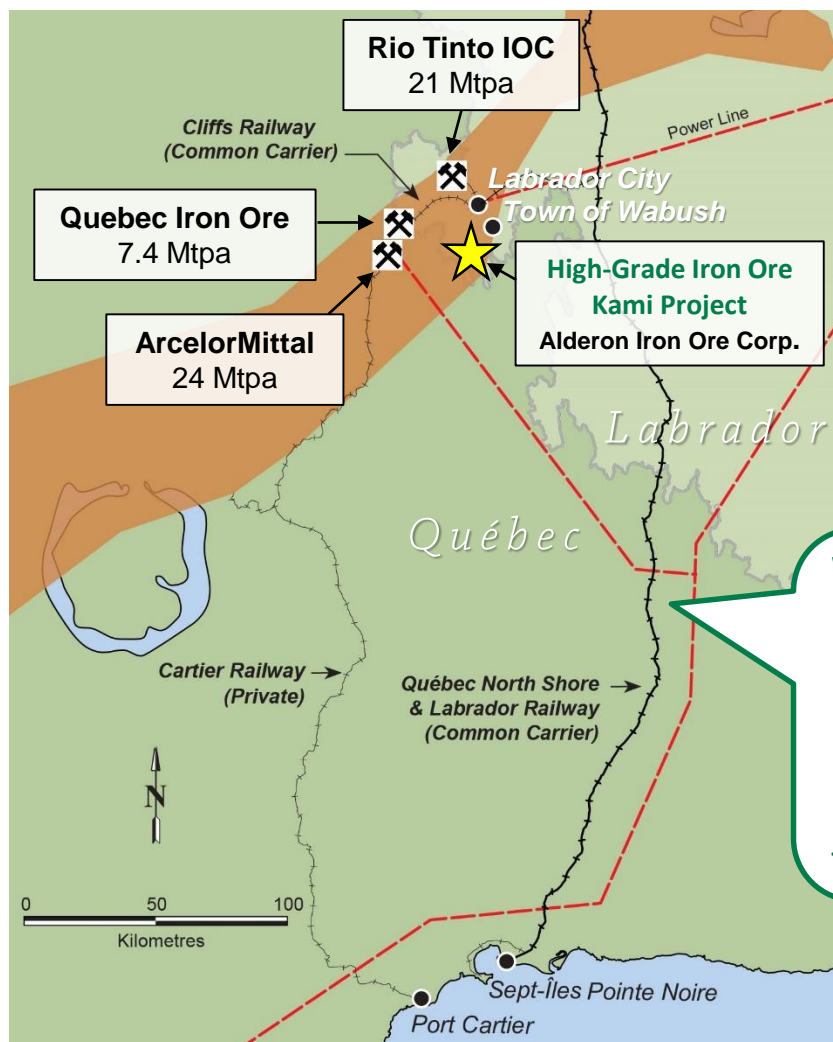 Rio Tinto IOC
21 Mtpa
Cliffs Railway
(Common Carrier)
Power Line
Labrador City
Town of Wabush
Quebec Iron Ore
7.4 Mtpa
High-Grade Iron Ore
Kami Project
Alderon Iron Ore Corp.
ArcelorMittal
24 Mtpa
Labrador
Québec
Cartier Railway
(Private)
Québec North Shore
& Labrador Railway
(Common Carrier)
N
0 50 100
Kilometres
Sept-Îles Pointe Noire
Port Cartier